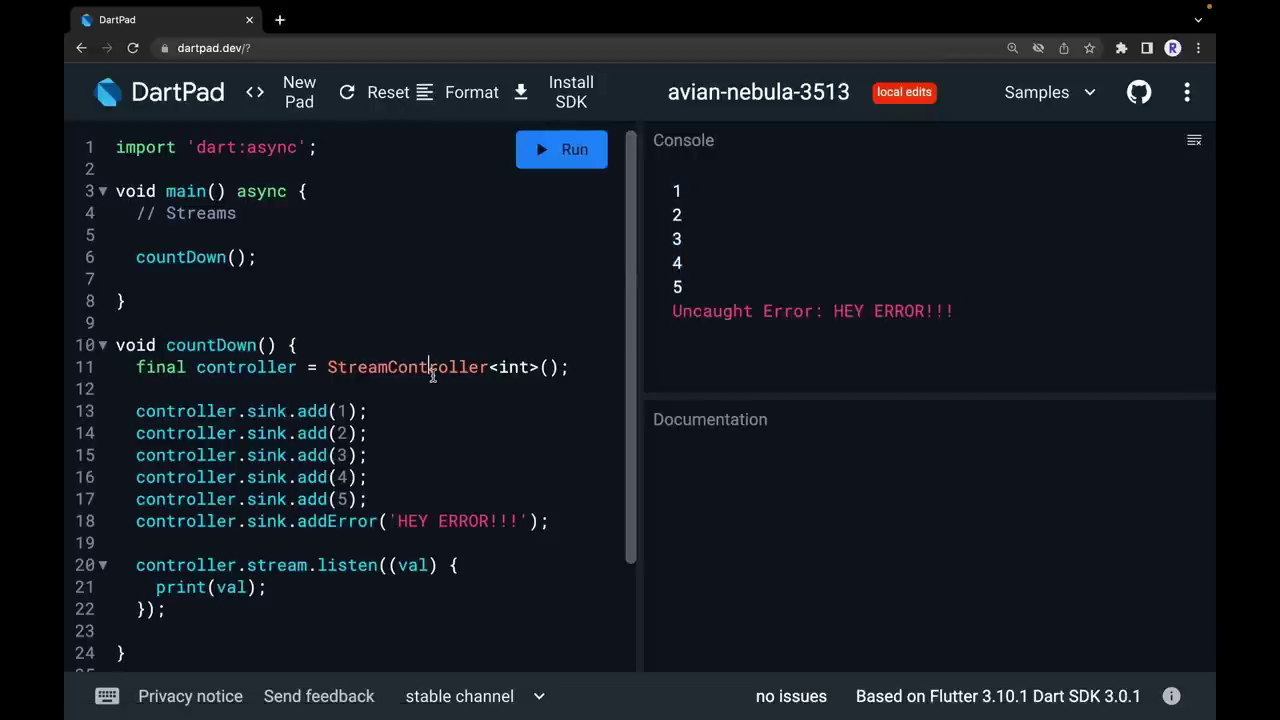 DartPad
dartpad.dev/?
R
DartPad
<> New Pad
Reset
Format
Install SDK
avian-nebula-3513
local edits
Samples
Run
Console
1 import 'dart:async';
2
3 void main() async {
4 // Streams
5
6 countDown();
7
8 }
9
10 void countDown() {
11 final controller = StreamController<int>();
12
13 controller.sink.add(1);
14 controller.sink.add(2);
15 controller.sink.add(3);
16 controller.sink.add(4);
17 controller.sink.add(5);
18 controller.sink.addError('HEY ERROR!!!');
19
20 controller.stream.listen((val) {
21 print(val);
22 });
23
24 }
1
2
3
4
5
Uncaught Error: HEY ERROR!!!
Documentation
Privacy notice
Send feedback
stable channel
no issues
Based on Flutter 3.10.1 Dart SDK 3.0.1